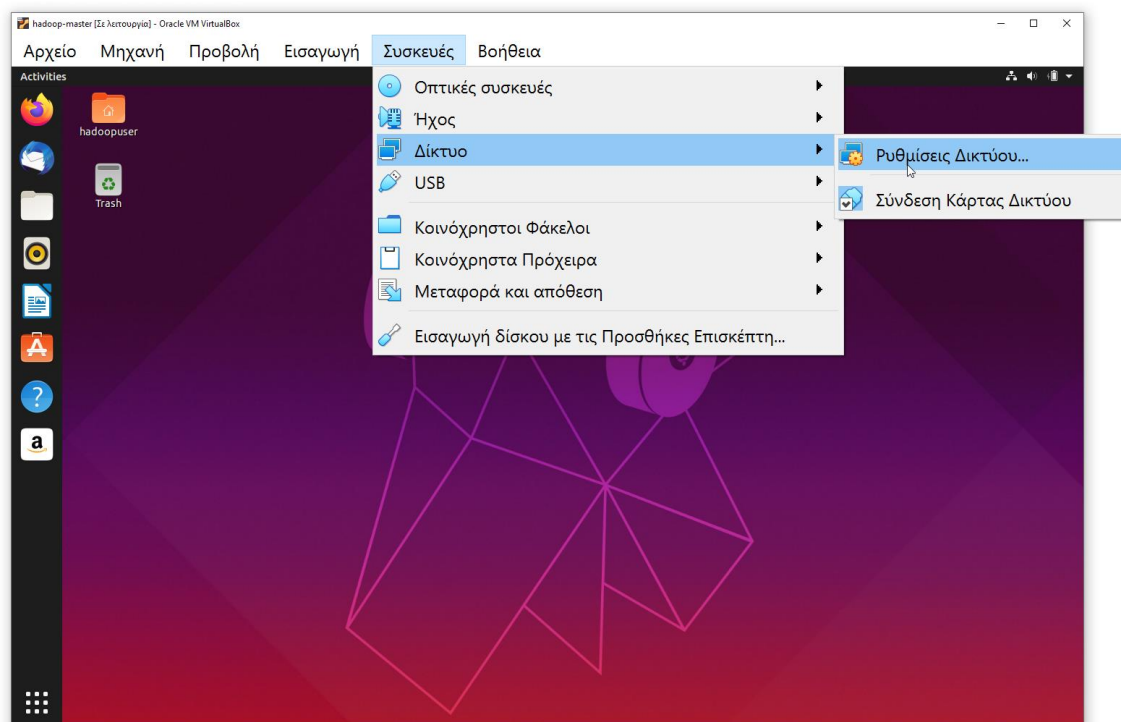 hadoop-master [Σε λειτουργία] - Oracle VM VirtualBox
Αρχείο Μηχανή Προβολή Εισαγωγή Συσκευές Βοήθεια
Activities
hadoopuser
Trash
Οπτικές συσκευές
Ήχος
Δίκτυο
USB
Κοινόχρηστοι Φάκελοι
Κοινόχρηστα Πρόχειρα
Μεταφορά και απόθεση
Εισαγωγή δίσκου με τις Προσθήκες Επισκέπτη...
Ρυθμίσεις Δικτύου...
Σύνδεση Κάρτας Δικτύου